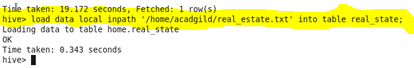 Time taken: 19.172 seconds, Fetched: 1 row(s)
hive> load data local inpath '/home/acadgild/real_estate.txt' into table real_state;
Loading data to table home.real_state
OK
Time taken: 0.343 seconds
hive>